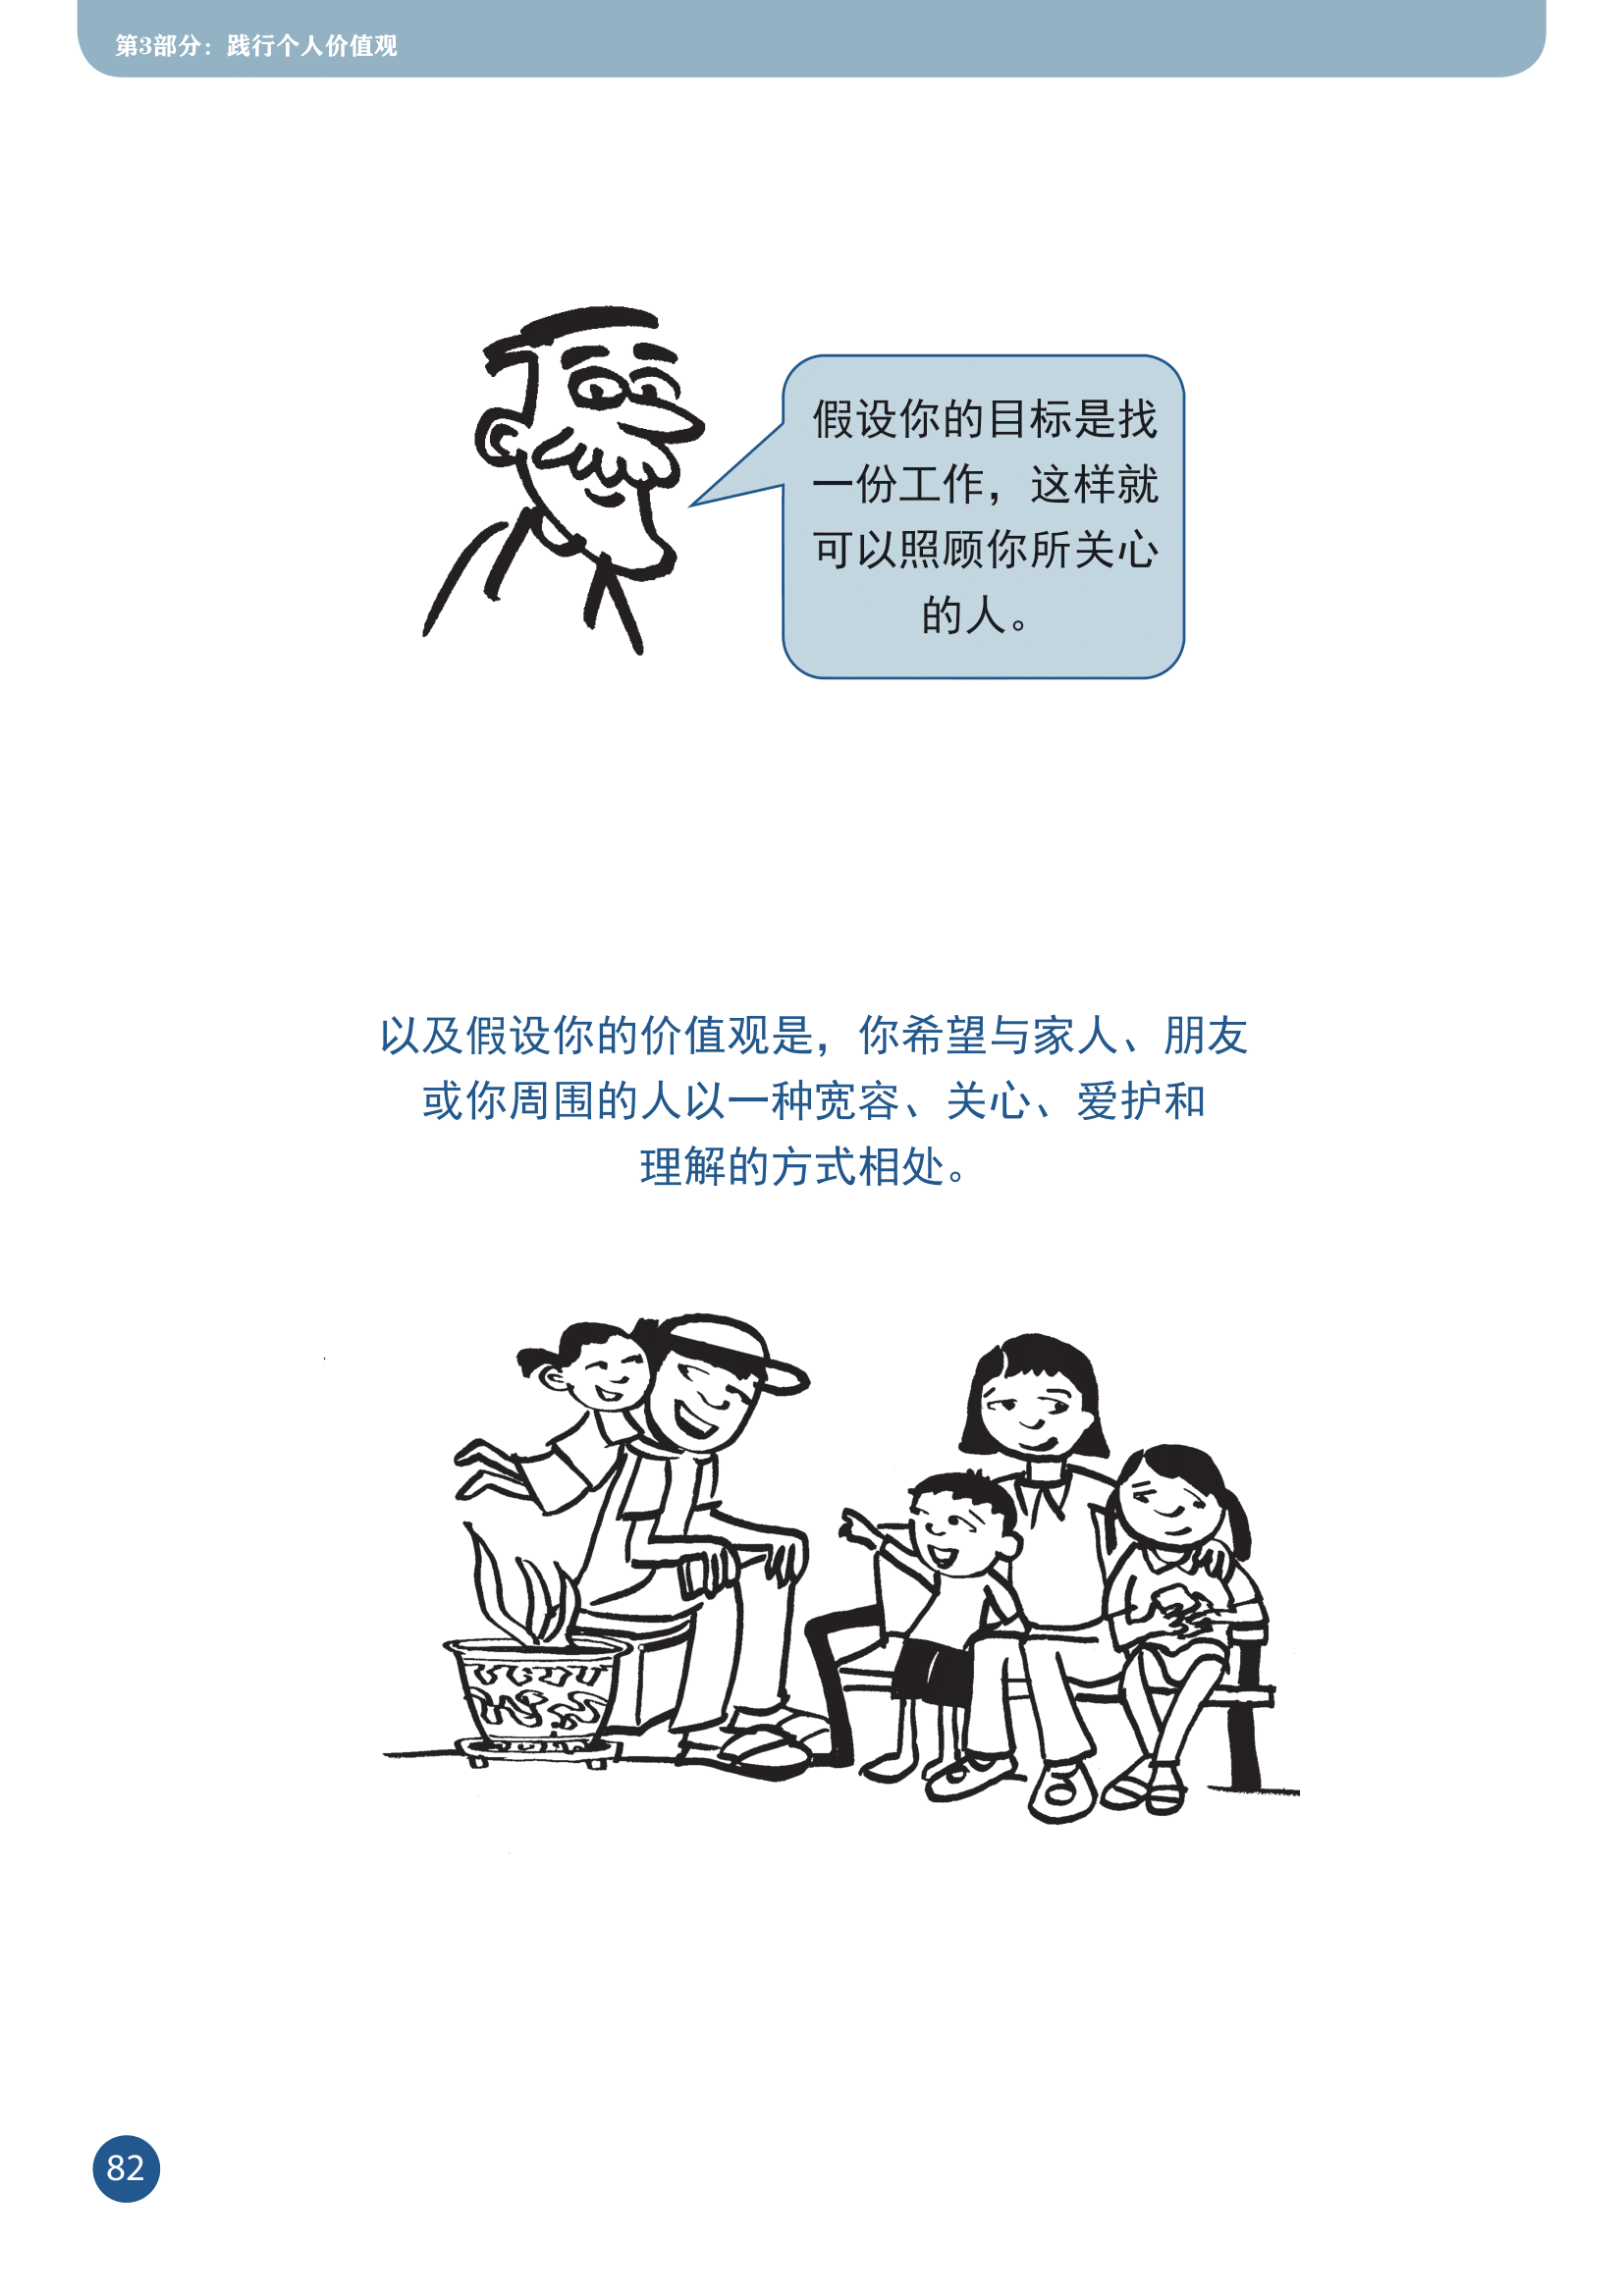 第3部分：践行个人价值观
假设你的目标是找
一份工作，这样就
可以照顾你所关心
的人。
以及假设你的价值观是，你希望与家人、朋友
或你周围的人以一种宽容、关心、爱护和
理解的方式相处。
82